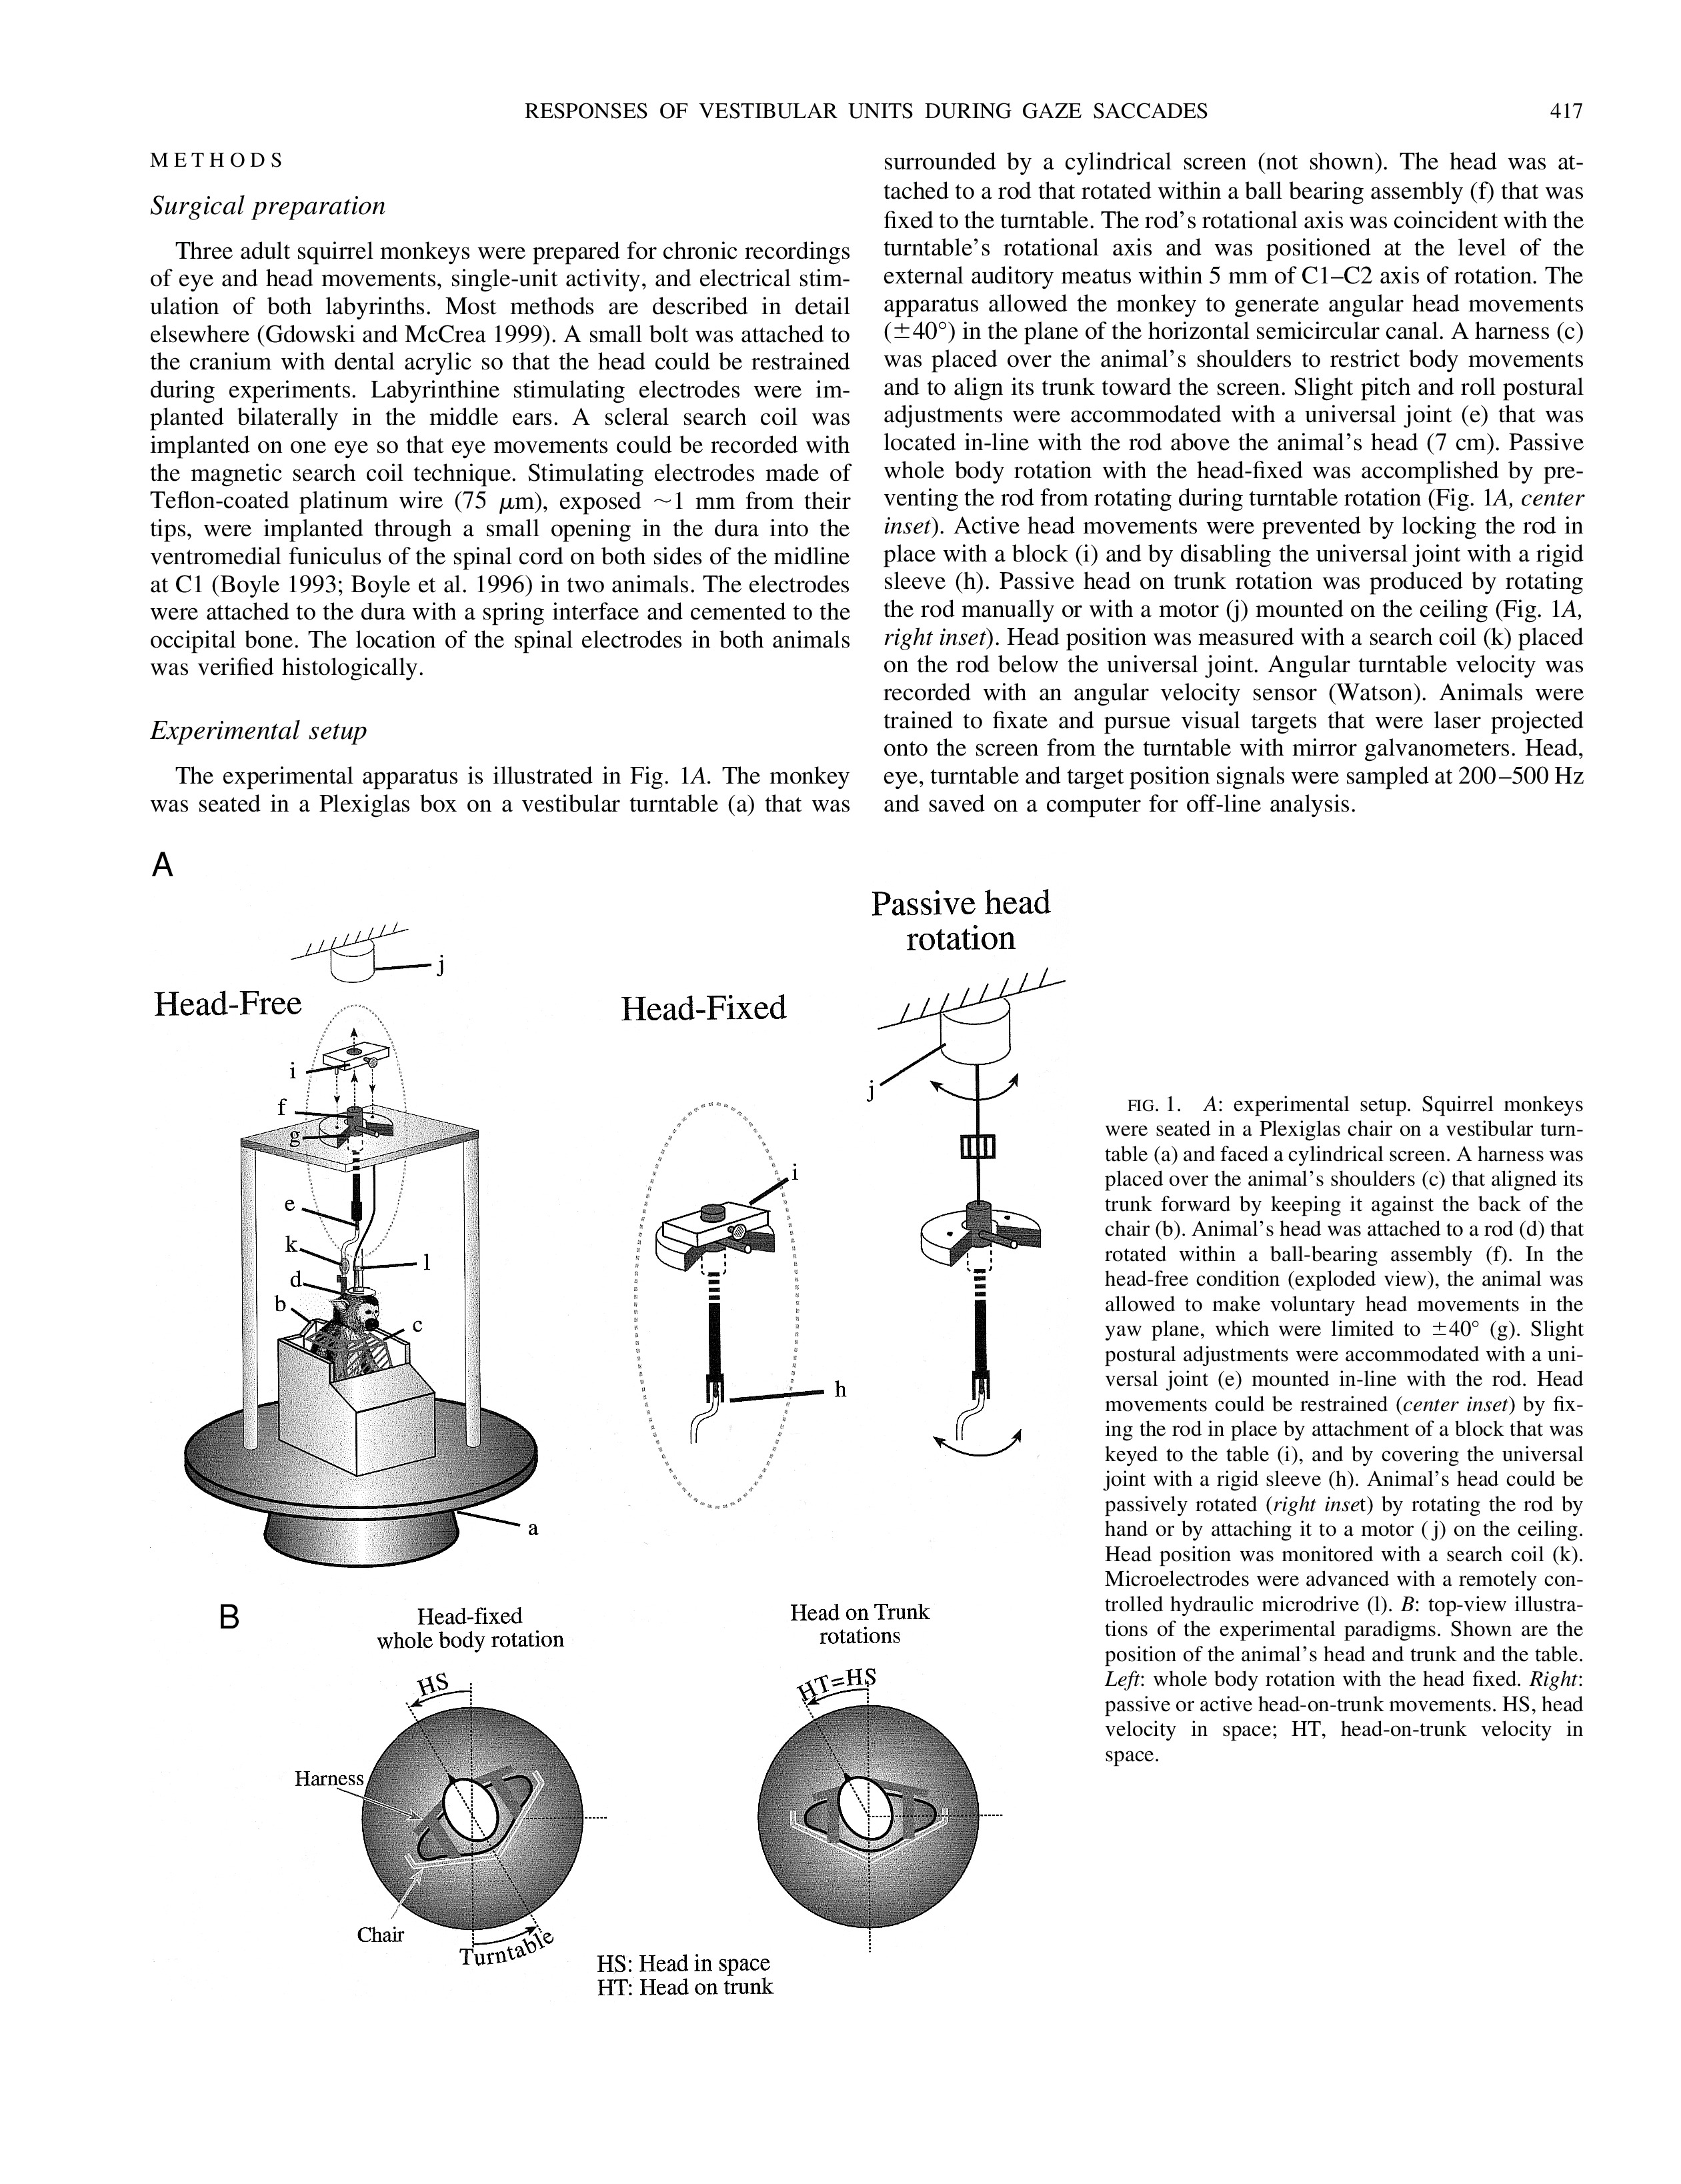 RESPONSES OF VESTIBULAR UNITS DURING GAZE SACCADES 417
METHODS
Surgical preparation
Three adult squirrel monkeys were prepared for chronic recordings
of eye and head movements, single-unit activity, and electrical stim-
ulation of both labyrinths. Most methods are described in detail
elsewhere (Gdowski and McCrea 1999). A small bolt was attached to
the cranium with dental acrylic so that the head could be restrained
during experiments. Labyrinthine stimulating electrodes were im-
planted bilaterally in the middle ears. A scleral search coil was
implanted on one eye so that eye movements could be recorded with
the magnetic search coil technique. Stimulating electrodes made of
Teflon-coated platinum wire (75 μm), exposed ~1 mm from their
tips, were implanted through a small opening in the dura into the
ventromedial funiculus of the spinal cord on both sides of the midline
at C1 (Boyle 1993; Boyle et al. 1996) in two animals. The electrodes
were attached to the dura with a spring interface and cemented to the
occipital bone. The location of the spinal electrodes in both animals
was verified histologically.
Experimental setup
The experimental apparatus is illustrated in Fig. 1A. The monkey
was seated in a Plexiglas box on a vestibular turntable (a) that was
surrounded by a cylindrical screen (not shown). The head was at-
tached to a rod that rotated within a ball bearing assembly (f) that was
fixed to the turntable. The rod's rotational axis was coincident with the
turntable's rotational axis and was positioned at the level of the
external auditory meatus within 5 mm of C1–C2 axis of rotation. The
apparatus allowed the monkey to generate angular head movements
(±40°) in the plane of the horizontal semicircular canal. A harness (c)
was placed over the animal's shoulders to restrict body movements
and to align its trunk toward the screen. Slight pitch and roll postural
adjustments were accommodated with a universal joint (e) that was
located in-line with the rod above the animal's head (7 cm). Passive
whole body rotation with the head-fixed was accomplished by pre-
venting the rod from rotating during turntable rotation (Fig. 1A, center
inset). Active head movements were prevented by locking the rod in
place with a block (i) and by disabling the universal joint with a rigid
sleeve (h). Passive head on trunk rotation was produced by rotating
the rod manually or with a motor (j) mounted on the ceiling (Fig. 1A,
right inset). Head position was measured with a search coil (k) placed
on the rod below the universal joint. Angular turntable velocity was
recorded with an angular velocity sensor (Watson). Animals were
trained to fixate and pursue visual targets that were laser projected
onto the screen from the turntable with mirror galvanometers. Head,
eye, turntable and target position signals were sampled at 200–500 Hz
and saved on a computer for off-line analysis.
A
Head-Free
j
i
f
g
e
k
l
d
b
c
a
Head-Fixed
i
h
Passive head
rotation
j
B
Head-fixed
whole body rotation
HS
Harness
Chair
Turntable
Head on Trunk
rotations
HT=HS
HS: Head in space
HT: Head on trunk
FIG. 1. A: experimental setup. Squirrel monkeys
were seated in a Plexiglas chair on a vestibular turn-
table (a) and faced a cylindrical screen. A harness was
placed over the animal's shoulders (c) that aligned its
trunk forward by keeping it against the back of the
chair (b). Animal's head was attached to a rod (d) that
rotated within a ball-bearing assembly (f). In the
head-free condition (exploded view), the animal was
allowed to make voluntary head movements in the
yaw plane, which were limited to ±40° (g). Slight
postural adjustments were accommodated with a uni-
versal joint (e) mounted in-line with the rod. Head
movements could be restrained (center inset) by fix-
ing the rod in place by attachment of a block that was
keyed to the table (i), and by covering the universal
joint with a rigid sleeve (h). Animal's head could be
passively rotated (right inset) by rotating the rod by
hand or by attaching it to a motor (j) on the ceiling.
Head position was monitored with a search coil (k).
Microelectrodes were advanced with a remotely con-
trolled hydraulic microdrive (l). B: top-view illustra-
tions of the experimental paradigms. Shown are the
position of the animal's head and trunk and the table.
Left: whole body rotation with the head fixed. Right:
passive or active head-on-trunk movements. HS, head
velocity in space; HT, head-on-trunk velocity in
space.